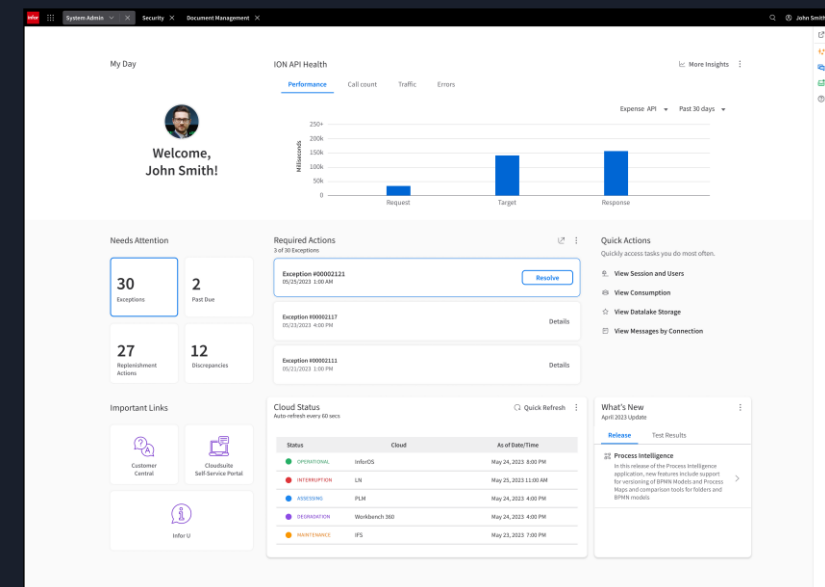 infor
System Admin
Security
Document Management
John Smith
My Day
Welcome,
John Smith!
ION API Health
More Insights
Performance Call count Traffic Errors
Expense API Past 30 days
Milliseconds
250+
200k
150k
100k
50k
0
Request Target Response
Needs Attention
30
Exceptions
2
Past Due
27
Replenishment
Actions
12
Discrepancies
Required Actions
3 of 30 Exceptions
Exception #00002121
05/25/2023 1:00 AM
Resolve
Exception #00002117
05/23/2023 4:00 PM
Details
Exception #00002111
05/21/2023 1:00 PM
Details
Quick Actions
Quickly access tasks you do most often.
View Session and Users
View Consumption
View Datalake Storage
View Messages by Connection
Important Links
Customer
Central
Cloudsuite
Self-Service Portal
Infor U
Cloud Status
Auto-refresh every 60 secs
Quick Refresh
Status Cloud As of Date/Time
OPERATIONAL InforOS May 24, 2023 8:00 PM
INTERRUPTION LN May 25, 2023 11:00 AM
ASSESSING PLM May 24, 2023 4:00 PM
DEGRADATION Workbench 360 May 24, 2023 4:00 PM
MAINTENANCE IFS May 23, 2023 7:00 PM
What's New
April 2023 Update
Release Test Results
Process Intelligence
In this release of the Process Intelligence
application, new features include support
for versioning of BPMN Models and Process
Maps and comparison tools for folders and
BPMN models.